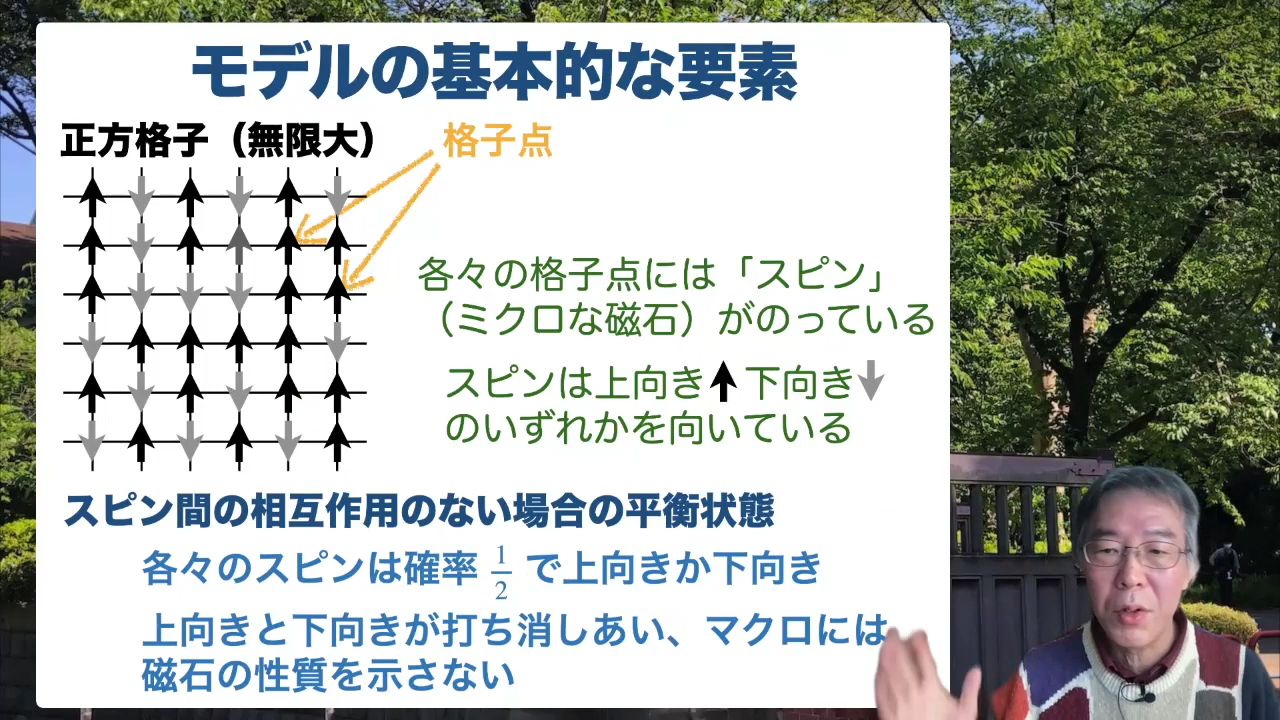 モデルの基本的な要素
正方格子（無限大）
格子点
各々の格子点には「スピン」
（ミクロな磁石）がのっている
スピンは上向き 下向き
のいずれかを向いている
スピン間の相互作用のない場合の平衡状態
各々のスピンは確率 1/2 で上向きか下向き
上向きと下向きが打ち消しあい、マクロには
磁石の性質を示さない